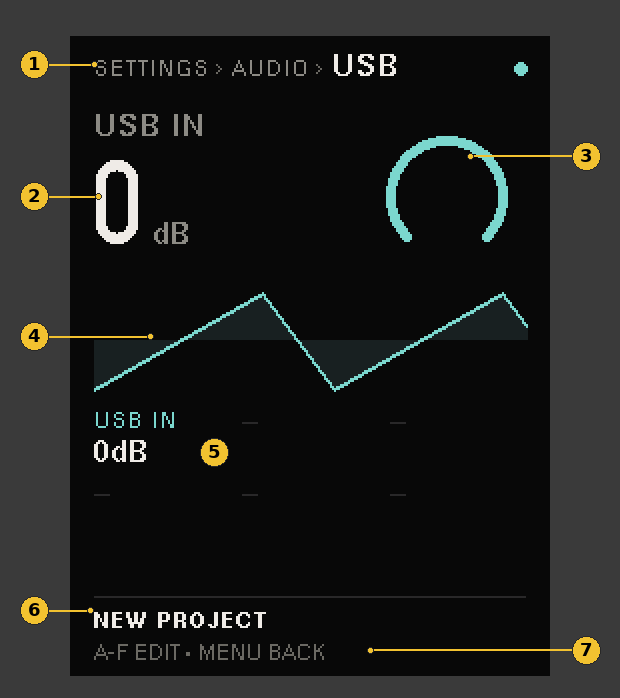 1 SETTINGS › AUDIO › USB
USB IN
3
2 0 dB
4
USB IN —  —
0dB 5
— — —
6 NEW PROJECT
A-F EDIT · MENU BACK 7